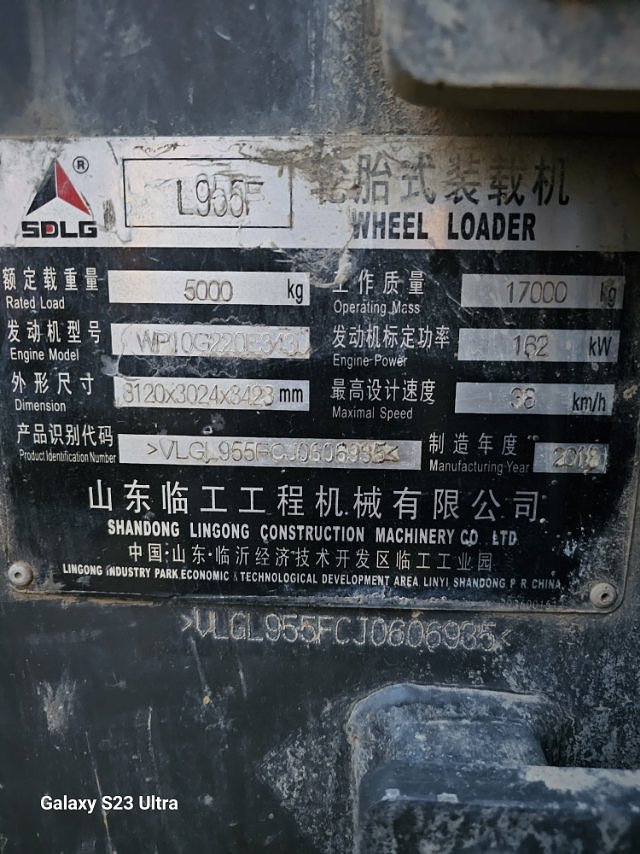 ®
SDLG
L955F
轮胎式装载机
WHEEL LOADER
额定载重量 5000 kg 工作质量 17000 kg
Rated Load Operating Mass
发动机型号 发动机标定功率 162 kW
Engine Model Engine Power
外形尺寸 8120x3024x3423 mm 最高设计速度 38 km/h
Dimension Maximal Speed
产品识别代码 >VLGL955FCJ0606935< 制造年度 2018
Product Identification Number Manufacturing Year
山东临工工程机械有限公司
SHANDONG LINGONG CONSTRUCTION MACHINERY CO LTD
中国·山东·临沂经济技术开发区临工工业园
LINGONG INDUSTRY PARK.ECONOMIC & TECHNOLOGICAL DEVELOPMENT AREA LINYI SHANDONG, P. R. CHINA.
>VLGL955FCJ0606935<
Galaxy S23 Ultra